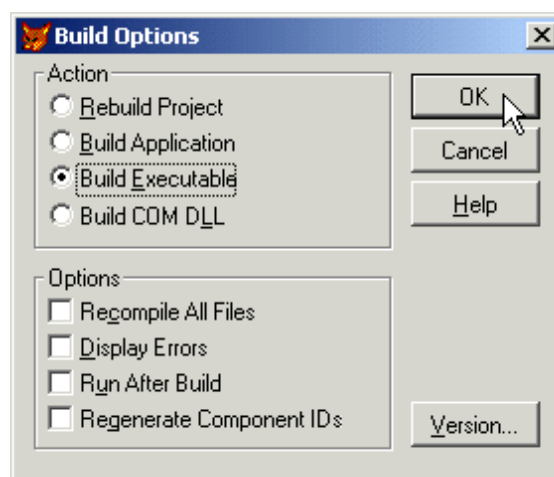 Build Options
Action
Rebuild Project
Build Application
Build Executable
Build COM DLL
OK
Cancel
Help
Options
Recompile All Files
Display Errors
Run After Build
Regenerate Component IDs
Version...